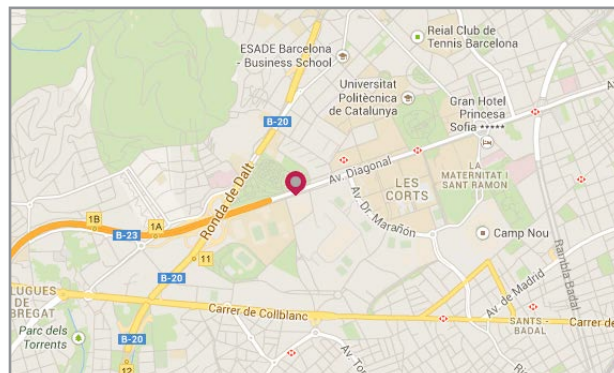 Reial Club de
Tennis Barcelona
ESADE Barcelona
- Business School
Universitat
Politècnica
de Catalunya
Gran Hotel
Princesa
Sofia *****
B-20
Ronda de Dalt
Av. Diagonal
LA
MATERNITAT I
SANT RAMON
LES
CORTS
Av. Dr. Marañón
1B
1A
B-23
11
Camp Nou
Rambla Badal
B-20
LUGUES DE
BREGAT
Carrer de Collblanc
Av. de Madrid
SANTS -
BADAL
Carrer de
Parc dels
Torrents
B-20
12